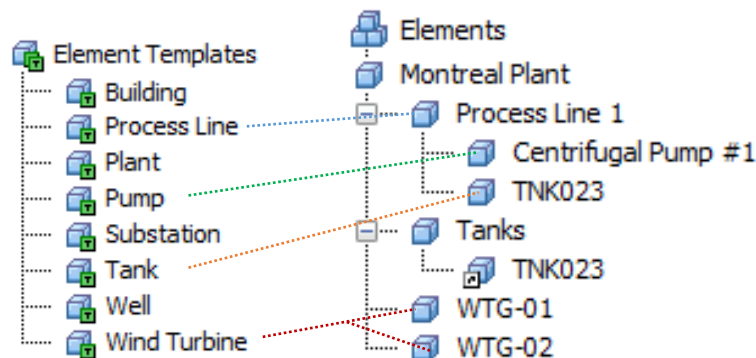 Element Templates
Building
Process Line
Plant
Pump
Substation
Tank
Well
Wind Turbine
Elements
Montreal Plant
Process Line 1
Centrifugal Pump #1
TNK023
Tanks
TNK023
WTG-01
WTG-02